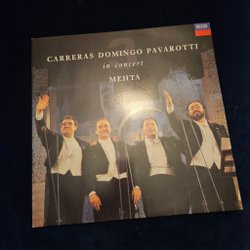 DECCA
CARRERAS DOMINGO PAVAROTTI
in concert
MEHTA